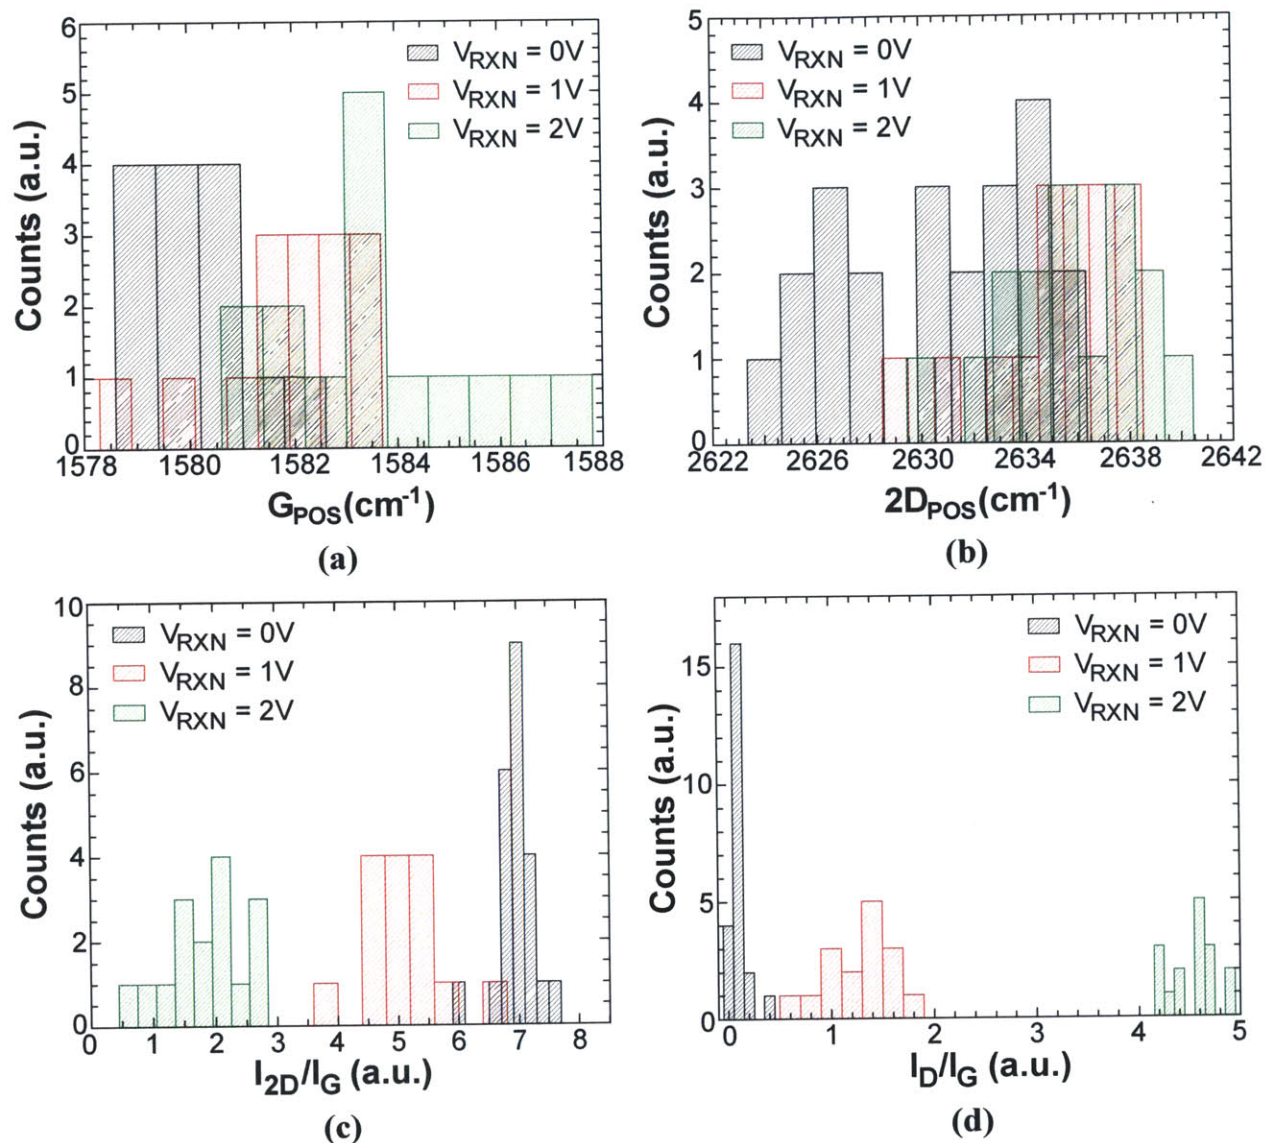 6
5
4
3
2
1
0
Counts (a.u.)
V_RXN = 0V
V_RXN = 1V
V_RXN = 2V
1578 1580 1582 1584 1586 1588
G_POS(cm⁻¹)
(a)
5
4
3
2
1
0
Counts (a.u.)
V_RXN = 0V
V_RXN = 1V
V_RXN = 2V
2622 2626 2630 2634 2638 2642
2D_POS(cm⁻¹)
(b)
10
8
6
4
2
0
Counts (a.u.)
V_RXN = 0V
V_RXN = 1V
V_RXN = 2V
0 1 2 3 4 5 6 7 8
I_2D/I_G (a.u.)
(c)
15
10
5
0
Counts (a.u.)
V_RXN = 0V
V_RXN = 1V
V_RXN = 2V
0 1 2 3 4 5
I_D/I_G (a.u.)
(d)